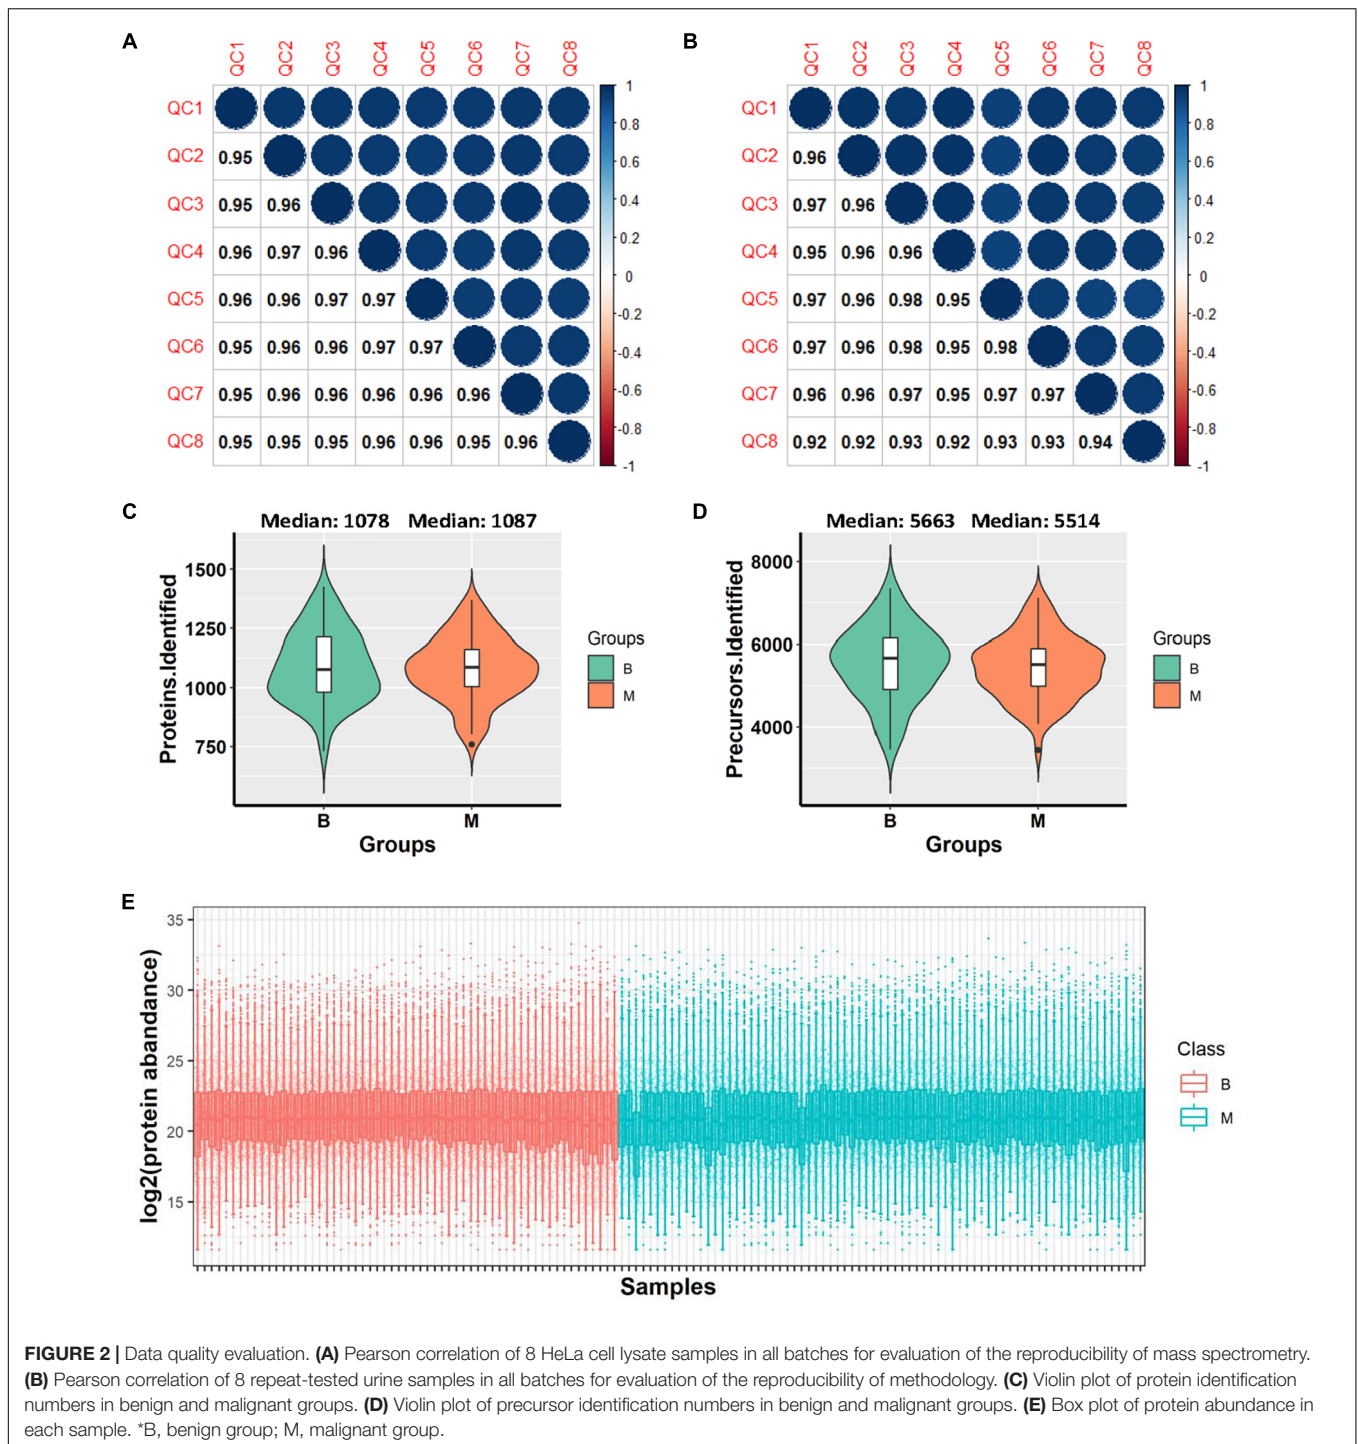 A
QC1 QC2 QC3 QC4 QC5 QC6 QC7 QC8
QC1
QC2 0.95
QC3 0.95 0.96
QC4 0.96 0.97 0.96
QC5 0.96 0.96 0.97 0.97
QC6 0.95 0.96 0.96 0.97 0.97
QC7 0.95 0.96 0.96 0.96 0.96 0.96
QC8 0.95 0.95 0.95 0.96 0.96 0.95 0.96
1
0.8
0.6
0.4
0.2
0
-0.2
-0.4
-0.6
-0.8
-1
B
QC1 QC2 QC3 QC4 QC5 QC6 QC7 QC8
QC1
QC2 0.96
QC3 0.97 0.96
QC4 0.95 0.96 0.96
QC5 0.97 0.96 0.98 0.95
QC6 0.97 0.96 0.98 0.95 0.98
QC7 0.96 0.96 0.97 0.95 0.97 0.97
QC8 0.92 0.92 0.93 0.92 0.93 0.93 0.94
1
0.8
0.6
0.4
0.2
0
-0.2
-0.4
-0.6
-0.8
-1
C
Median: 1078 Median: 1087
Proteins.Identified
1500
1250
1000
750
B M
Groups
Groups
B
M
D
Median: 5663 Median: 5514
Precursors.Identified
8000
6000
4000
B M
Groups
Groups
B
M
E
log2(protein abandance)
35
30
25
20
15
Samples
Class
B
M
FIGURE 2 | Data quality evaluation. (A) Pearson correlation of 8 HeLa cell lysate samples in all batches for evaluation of the reproducibility of mass spectrometry.
(B) Pearson correlation of 8 repeat-tested urine samples in all batches for evaluation of the reproducibility of methodology. (C) Violin plot of protein identification
numbers in benign and malignant groups. (D) Violin plot of precursor identification numbers in benign and malignant groups. (E) Box plot of protein abundance in
each sample. *B, benign group; M, malignant group.